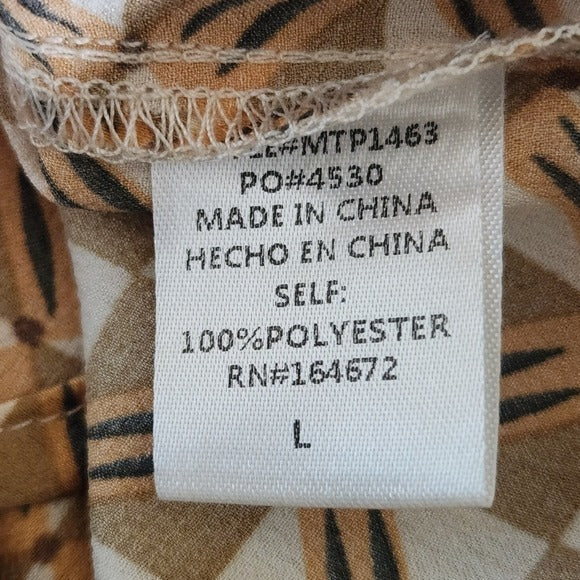 MTP1463
PO#4530
MADE IN CHINA
HECHO EN CHINA
SELF:
100%POLYESTER
RN#164672
L